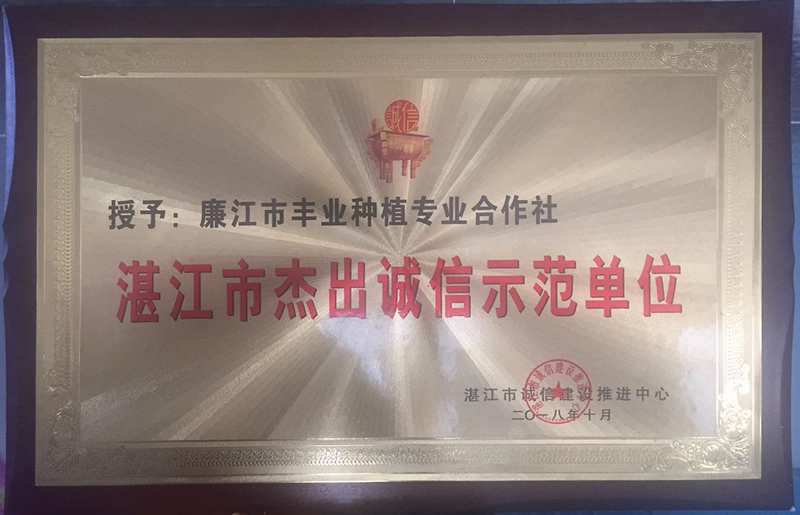 诚信
授予：廉江市丰业种植专业合作社
湛江市杰出诚信示范单位
湛江市诚信建设推进中心
二〇一八年十月